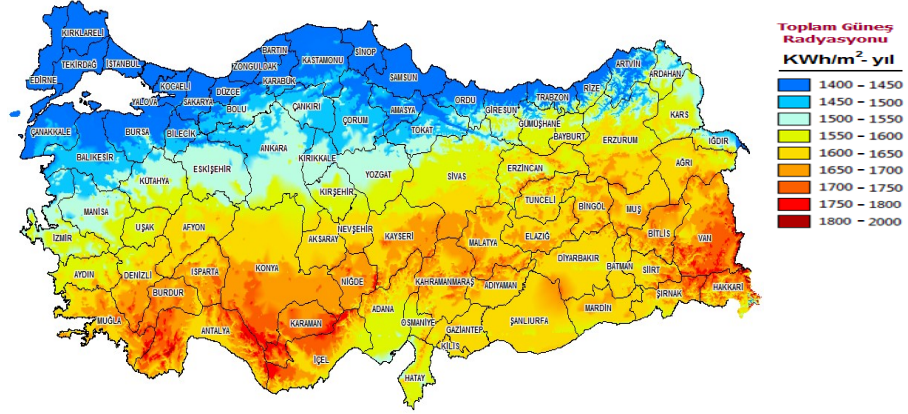 KIRKLARELİ
TEKİRDAĞ
İSTANBUL
EDİRNE
KOCAELİ
YALOVA
SAKARYA
DÜZCE
BOLU
ZONGULDAK
BARTIN
KARABÜK
KASTAMONU
SİNOP
SAMSUN
ÇANKIRI
ÇORUM
AMASYA
TOKAT
ORDU
GİRESUN
TRABZON
RİZE
ARTVİN
ARDAHAN
KARS
GÜMÜŞHANE
BAYBURT
ERZURUM
IĞDIR
AĞRI
ÇANAKKALE
BURSA
BİLECİK
BALIKESİR
KÜTAHYA
ESKİŞEHİR
ANKARA
KIRIKKALE
YOZGAT
KIRŞEHİR
SİVAS
ERZİNCAN
TUNCELİ
BİNGÖL
MUŞ
BİTLİS
VAN
MANİSA
İZMİR
UŞAK
AFYON
AKSARAY
NEVŞEHİR
KAYSERİ
MALATYA
ELAZIĞ
DİYARBAKIR
BATMAN
SİİRT
ŞIRNAK
HAKKARİ
AYDIN
DENİZLİ
ISPARTA
BURDUR
KONYA
NİĞDE
KAHRAMANMARAŞ
ADIYAMAN
MARDİN
ŞANLIURFA
MUĞLA
ANTALYA
KARAMAN
İÇEL
ADANA
OSMANİYE
GAZİANTEP
KİLİS
HATAY
Toplam Güneş
Radyasyonu
KWh/m²- yıl
1400 – 1450
1450 – 1500
1500 – 1550
1550 – 1600
1600 – 1650
1650 – 1700
1700 – 1750
1750 – 1800
1800 – 2000